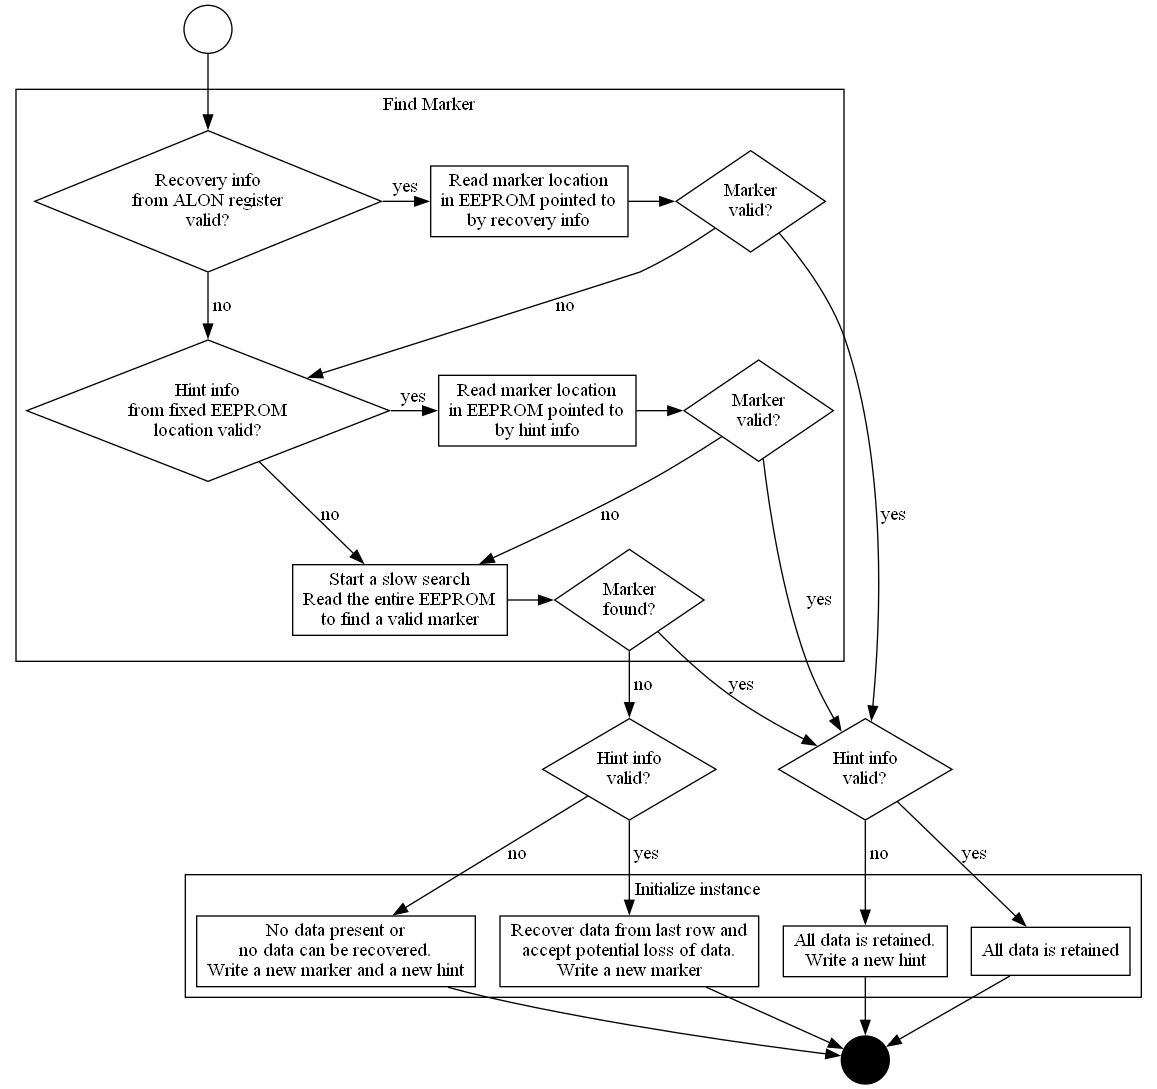 Find Marker
Recovery info
from ALON register
valid?
yes
Read marker location
in EEPROM pointed to
by recovery info
Marker
valid?
no
no
Hint info
from fixed EEPROM
location valid?
yes
Read marker location
in EEPROM pointed to
by hint info
Marker
valid?
no
no
yes
Start a slow search
Read the entire EEPROM
to find a valid marker
Marker
found?
yes
no
yes
Hint info
valid?
Hint info
valid?
no
yes
no
yes
Initialize instance
No data present or
no data can be recovered.
Write a new marker and a new hint
Recover data from last row and
accept potential loss of data.
Write a new marker
All data is retained.
Write a new hint
All data is retained